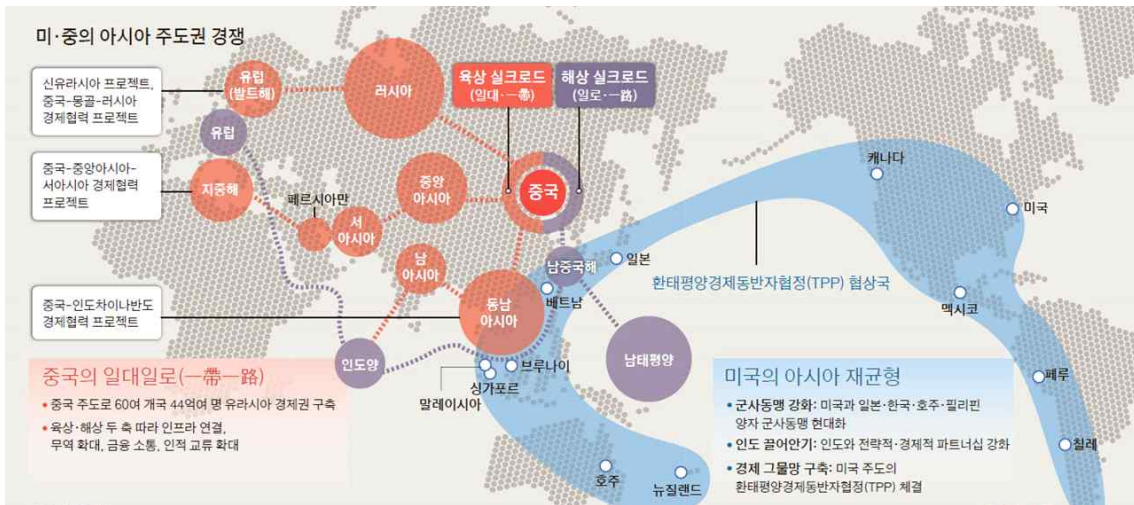 미·중의 아시아 주도권 경쟁
신유라시아 프로젝트,
중국-몽골-러시아
경제협력 프로젝트
유럽
(발트해)
러시아
육상 실크로드
(일대·一帶)
해상 실크로드
(일로·一路)
유럽
캐나다
중국-중앙아시아-
서아시아 경제협력
프로젝트
지중해
페르시아만
서
아시아
중앙
아시아
중국
미국
남
아시아
남중국해
일본
환태평양경제동반자협정(TPP) 협상국
중국-인도차이나반도
경제협력 프로젝트
동남
아시아
베트남
멕시코
인도양
브루나이
싱가포르
말레이시아
남태평양
페루
칠레
호주
뉴질랜드
중국의 일대일로(一帶一路)
• 중국 주도로 60여 개국 44억여 명 유라시아 경제권 구축
• 육상·해상 두 축 따라 인프라 연결,
무역 확대, 금융 소통, 인적 교류 확대
미국의 아시아 재균형
• 군사동맹 강화: 미국과 일본·한국·호주·필리핀
양자 군사동맹 현대화
• 인도 끌어안기: 인도와 전략적·경제적 파트너십 강화
• 경제 그물망 구축: 미국 주도의
환태평양경제동반자협정(TPP) 체결